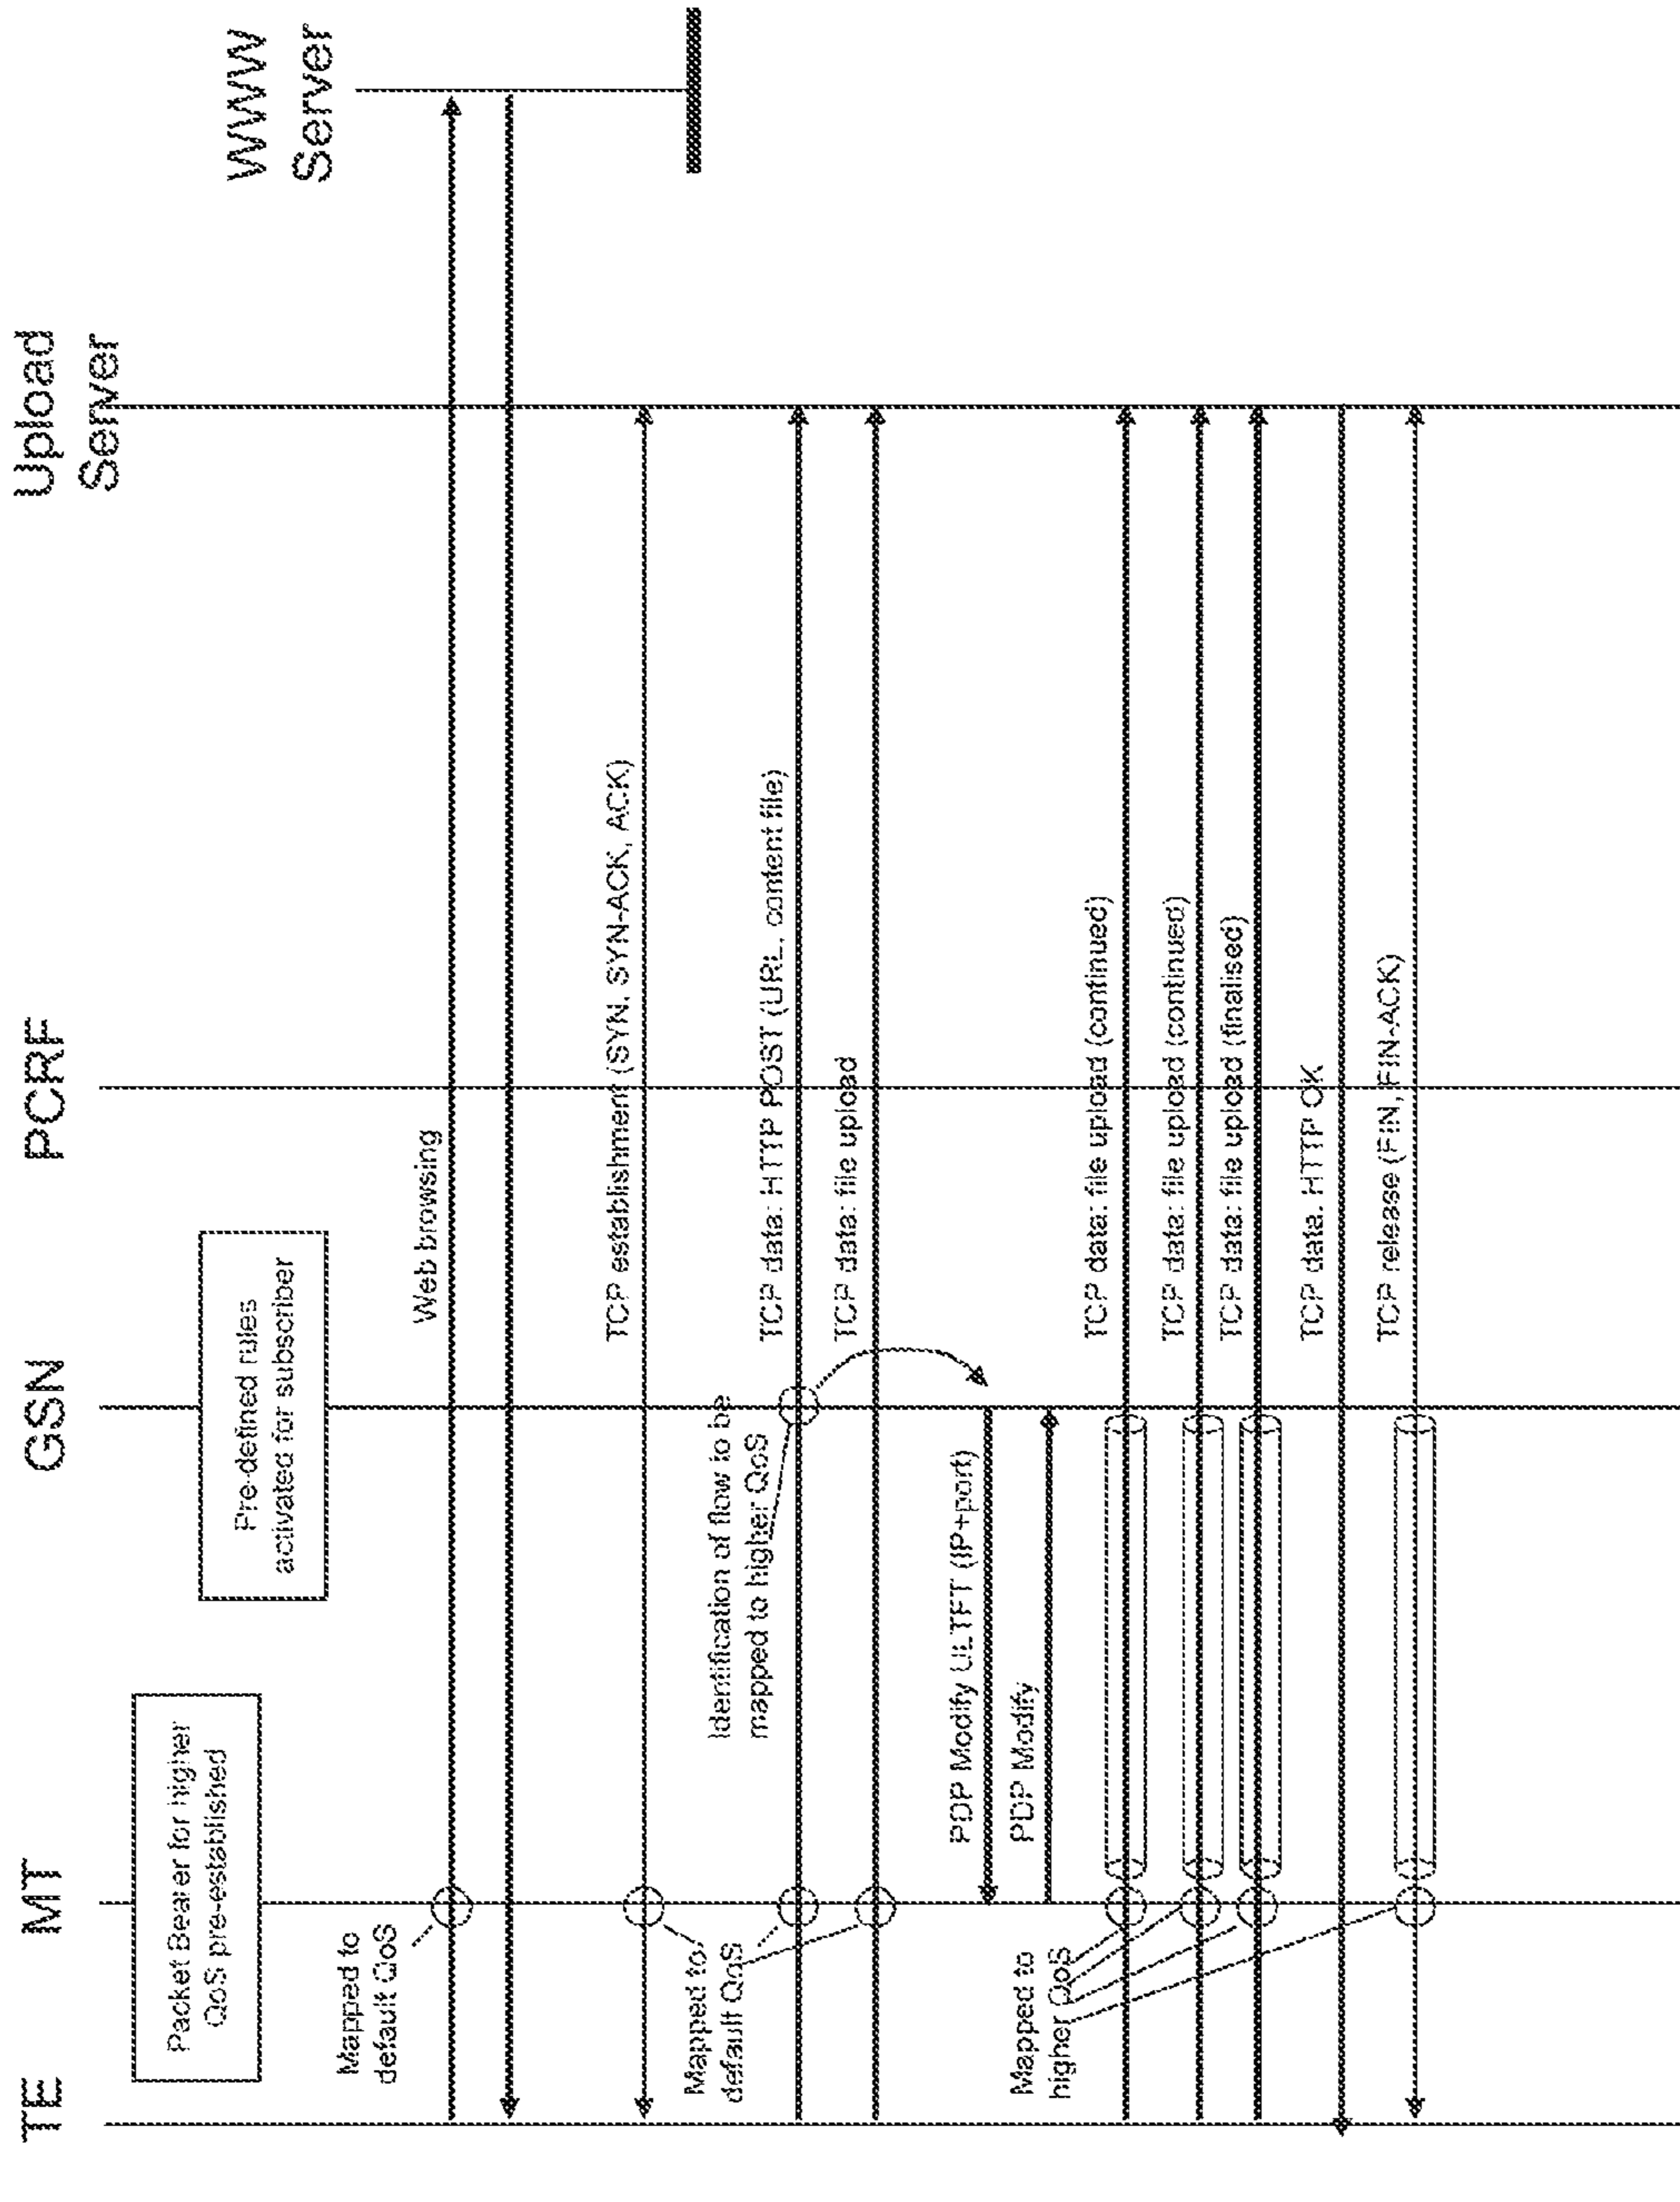 TE
MT
GSN
PCRF
Upload
Server
WWW
Server
Packet Bearer for higher
QoS pre-established
Pre-defined rules
activated for subscriber
Mapped to
default QoS
Web browsing
TCP establishment (SYN, SYN-ACK, ACK)
Mapped to
default QoS
Identification of flow to be
mapped to higher QoS
TCP data: HTTP POST (URL, content file)
TCP data: file upload
PDP Modify ULTFT (IP+port)
PDP Modify
Mapped to
higher QoS
TCP data: file upload (continued)
TCP data: file upload (continued)
TCP data: file upload (finalised)
TCP data. HTTP OK
TCP release (FIN, FIN-ACK)